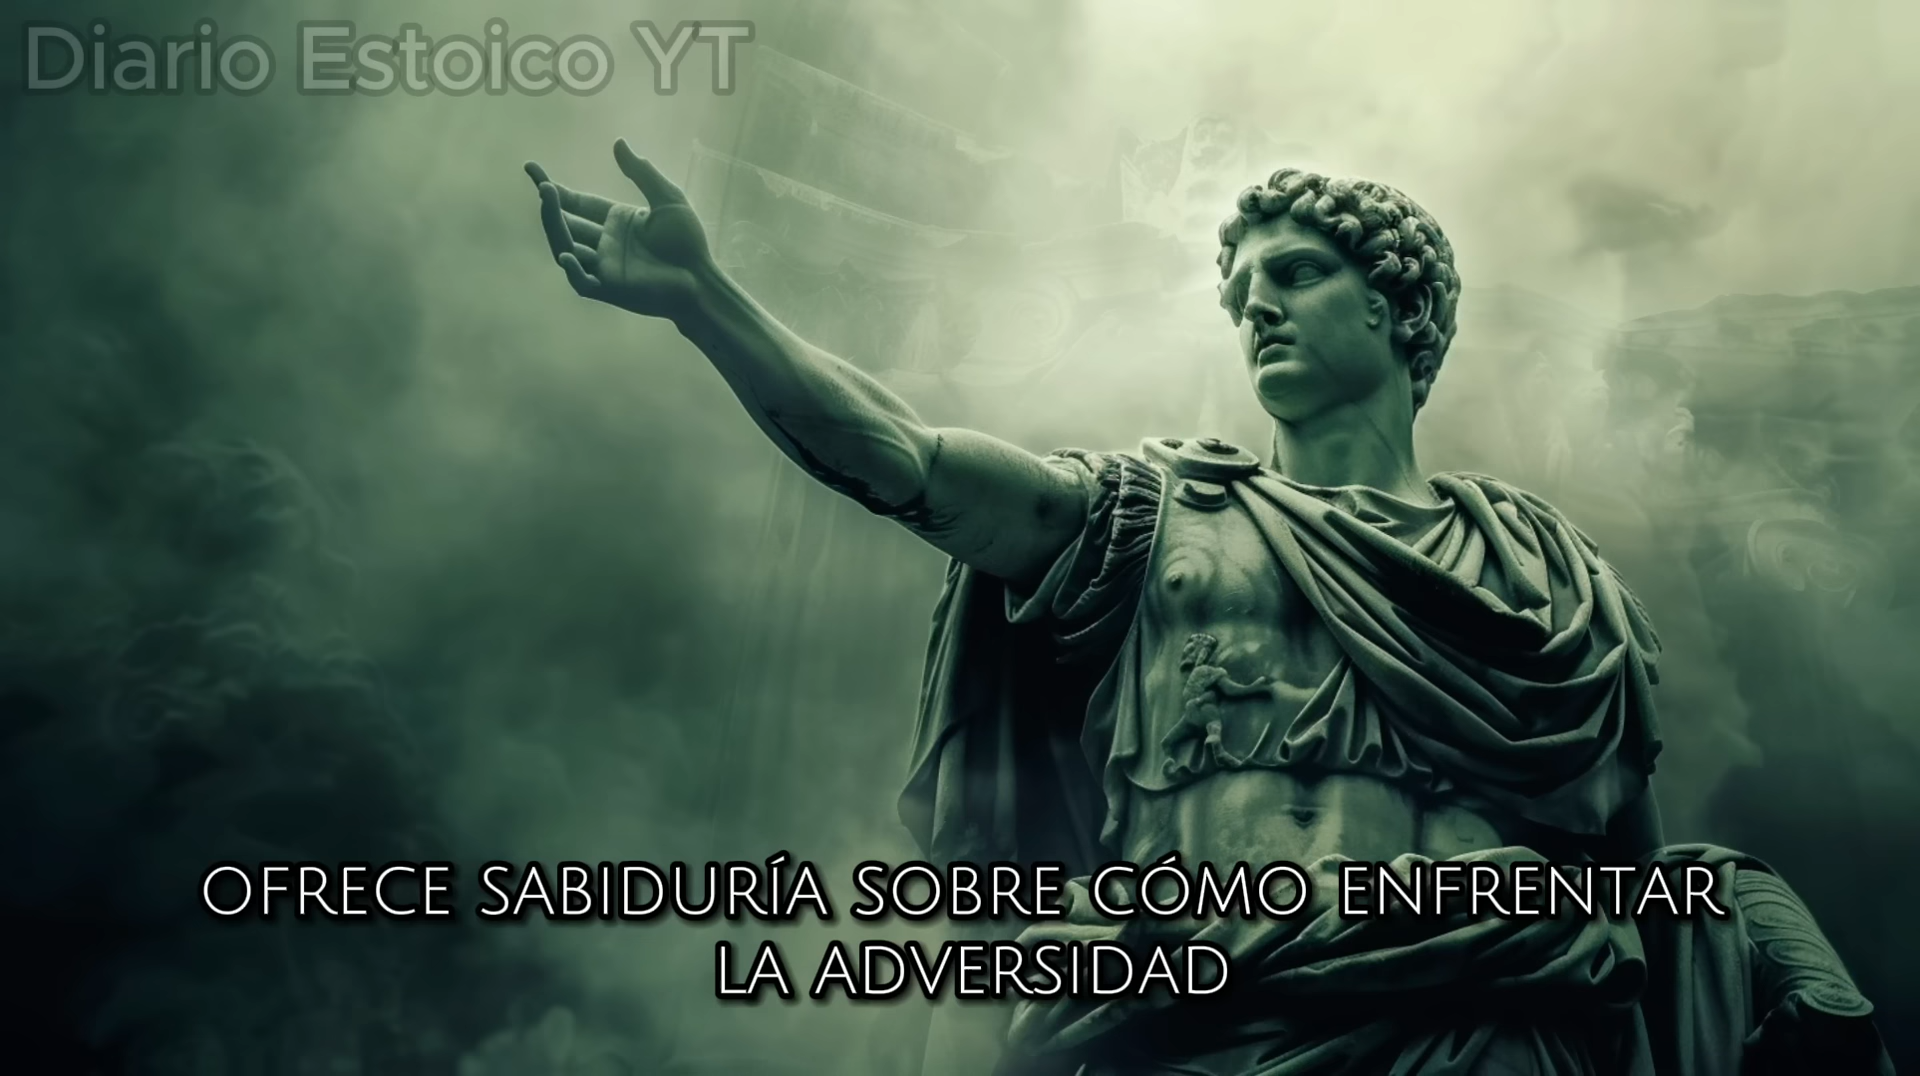 Diario Estoico YT
OFRECE SABIDURÍA SOBRE CÓMO ENFRENTAR
LA ADVERSIDAD